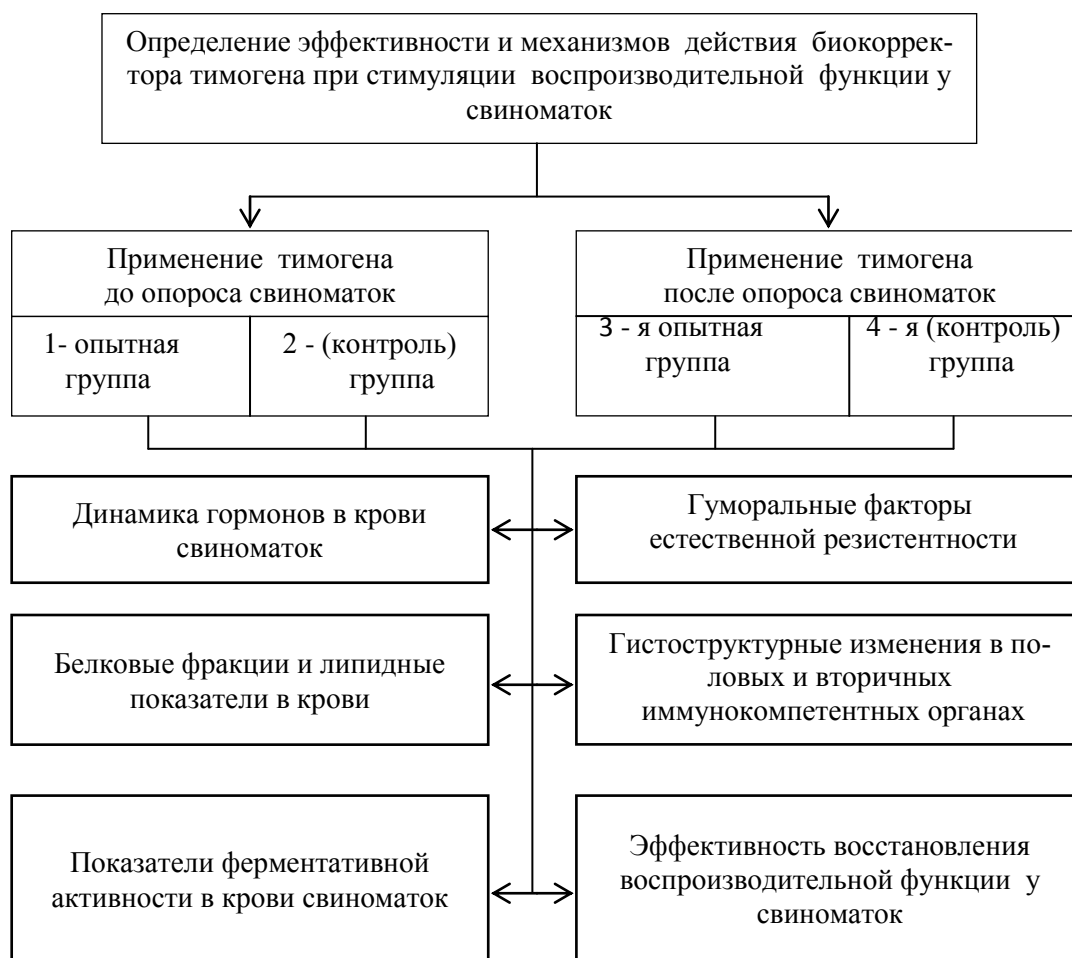 Определение эффективности и механизмов действия биокоррек-
тора тимогена при стимуляции воспроизводительной функции у
свиноматок
Применение тимогена
до опороса свиноматок
1- опытная
группа
2 - (контроль)
группа
Применение тимогена
после опороса свиноматок
3 - я опытная
группа
4 - я (контроль)
группа
Динамика гормонов в крови
свиноматок
Гуморальные факторы
естественной резистентности
Белковые фракции и липидные
показатели в крови
Гистоструктурные изменения в по-
ловых и вторичных
иммунокомпетентных органах
Показатели ферментативной
активности в крови свиноматок
Эффективность восстановления
воспроизводительной функции у
свиноматок